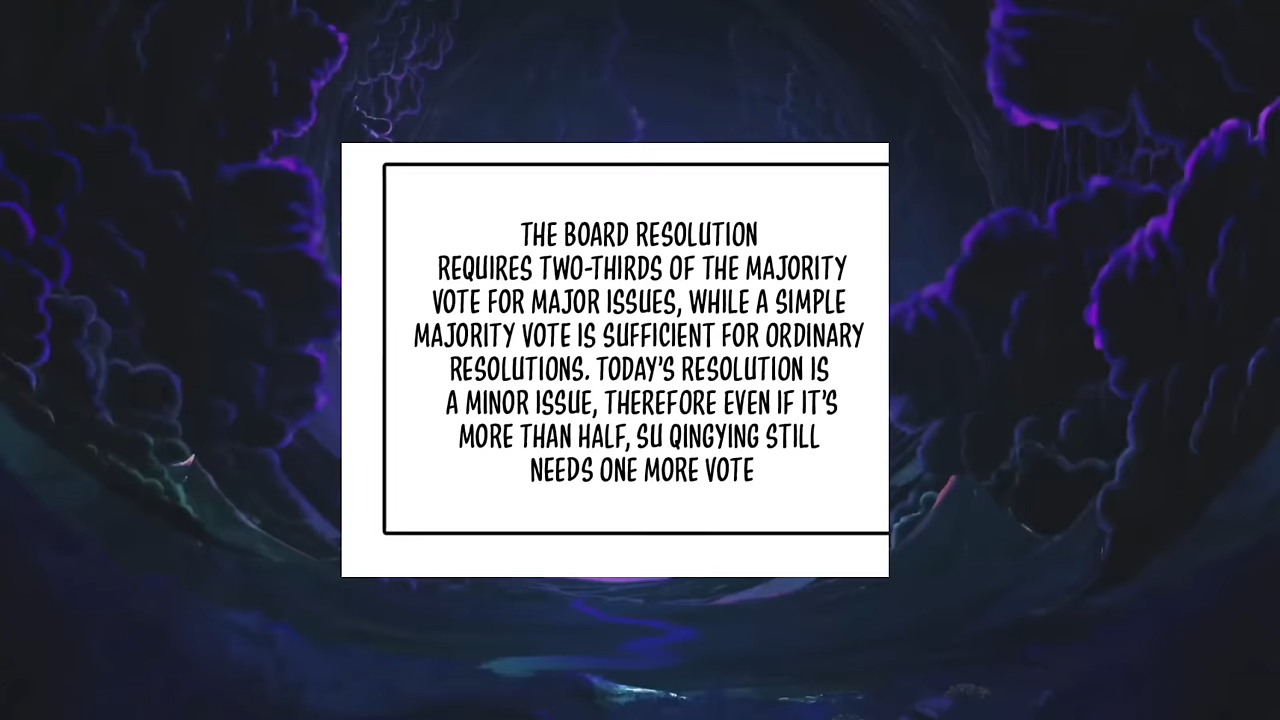 THE BOARD RESOLUTION
REQUIRES TWO-THIRDS OF THE MAJORITY
VOTE FOR MAJOR ISSUES, WHILE A SIMPLE
MAJORITY VOTE IS SUFFICIENT FOR ORDINARY
RESOLUTIONS. TODAY'S RESOLUTION IS
A MINOR ISSUE, THEREFORE EVEN IF IT'S
MORE THAN HALF, SU QINGYING STILL
NEEDS ONE MORE VOTE